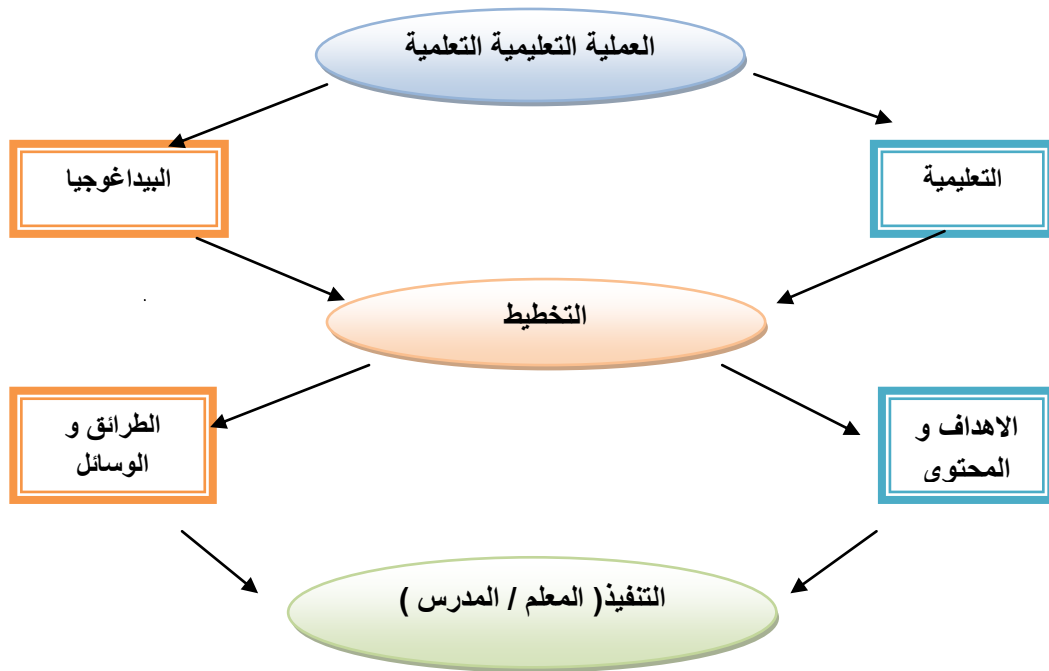 العملية التعليمية التعلمية
التعليمية
البيداغوجيا
التخطيط
الاهداف و
المحتوى
الطرائق و
الوسائل
التنفيذ( المعلم / المدرس )